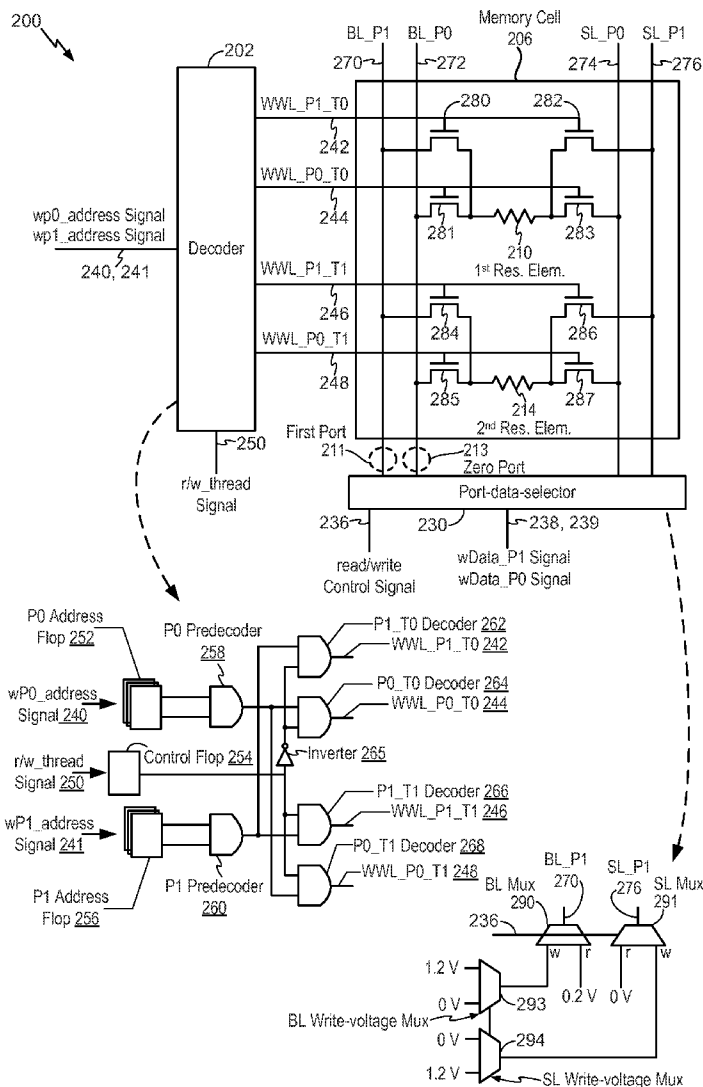 200
202
Memory Cell
206
BL_P1
BL_P0
SL_P0
SL_P1
270
272
274
276
WWL_P1_T0
242
280
282
WWL_P0_T0
244
281
210
283
1st Res. Elem.
wp0_address Signal
wp1_address Signal
240, 241
Decoder
WWL_P1_T1
246
284
286
WWL_P0_T1
248
285
214
287
2nd Res. Elem.
250
r/w_thread
Signal
First Port
211
213
Zero Port
Port-data-selector
236
230
238, 239
read/write
Control Signal
wData_P1 Signal
wData_P0 Signal
P0 Address
Flop 252
P0 Predecoder
258
P1_T0 Decoder 262
WWL_P1_T0 242
P0_T0 Decoder 264
WWL_P0_T0 244
wP0_address
Signal 240
Inverter 265
Control Flop 254
r/w_thread
Signal 250
P1_T1 Decoder 266
WWL_P1_T1 246
wP1_address
Signal 241
P0_T1 Decoder 268
WWL_P0_T1 248
P1 Address
Flop 256
P1 Predecoder
260
BL_P1
270
SL_P1
276
BL Mux
290
SL Mux
291
236
w
r
r
w
1.2 V
0 V
293
0.2 V
0 V
BL Write-voltage Mux
0 V
294
1.2 V
SL Write-voltage Mux